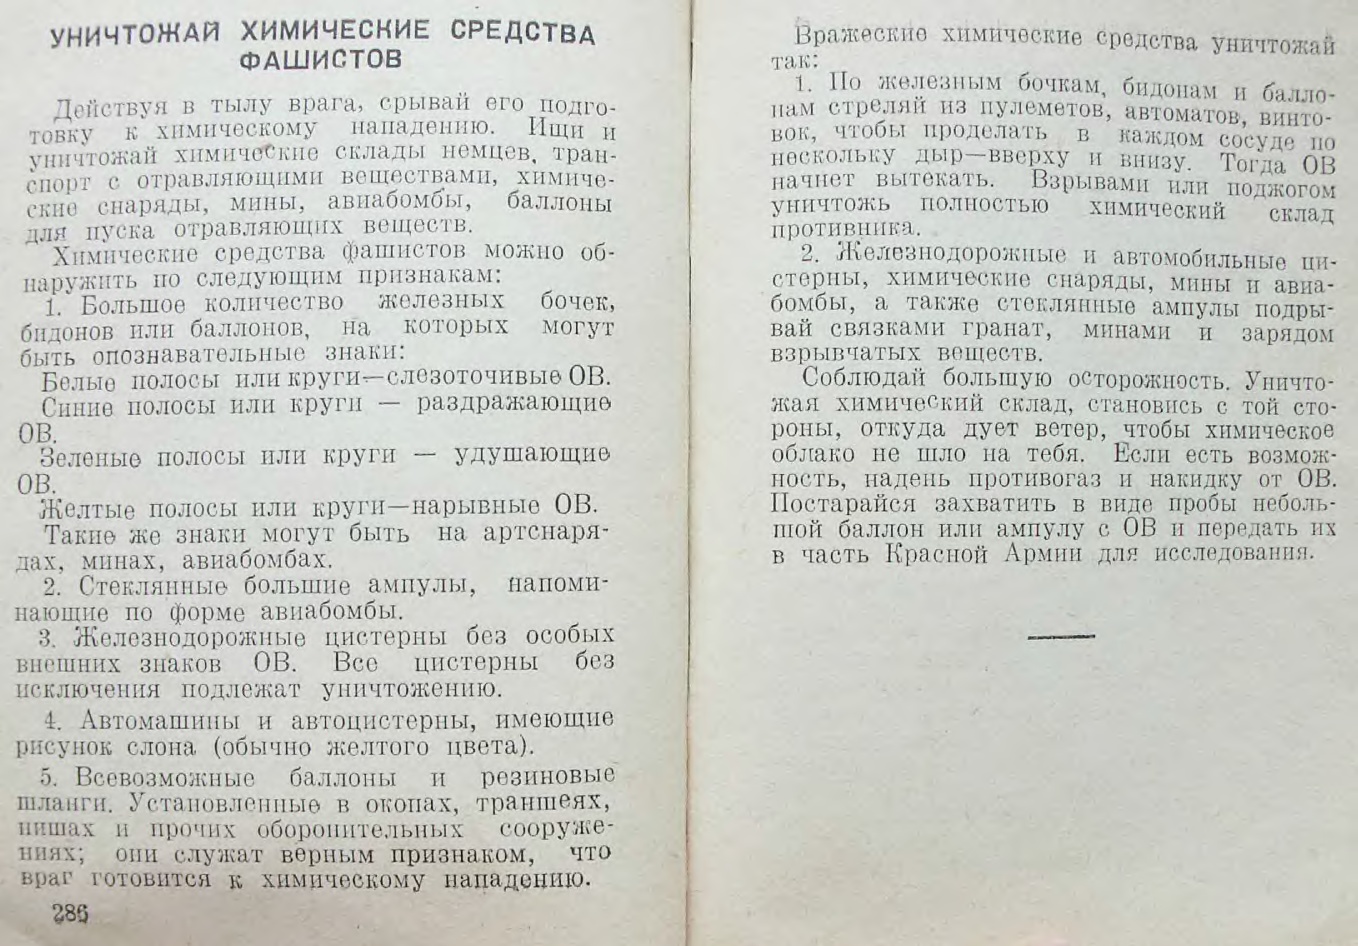 УНИЧТОЖАЙ ХИМИЧЕСКИЕ СРЕДСТВА
ФАШИСТОВ
Действуя в тылу врага, срывай его подго-
товку к химическому нападению. Ищи и
уничтожай химические склады немцев, тран-
спорт с отравляющими веществами, химиче-
ские снаряды, мины, авиабомбы, баллоны
для пуска отравляющих веществ.
Химические средства фашистов можно об-
наружить по следующим признакам:
1. Большое количество железных бочек,
бидонов или баллонов, на которых могут
быть опознавательные знаки:
Белые полосы или круги—слезоточивые ОВ.
Синие полосы или круги — раздражающие
ОВ.
Зеленые полосы или круги — удушающие
ОВ.
Желтые полосы или круги—нарывные ОВ.
Такие же знаки могут быть на артснаря-
дах, минах, авиабомбах.
2. Стеклянные большие ампулы, напоми-
нающие по форме авиабомбы.
3. Железнодорожные цистерны без особых
внешних знаков ОВ. Все цистерны без
исключения подлежат уничтожению.
4. Автомашины и автоцистерны, имеющие
рисунок слона (обычно желтого цвета).
5. Всевозможные баллоны и резиновые
шланги. Установленные в окопах, траншеях,
нишах и прочих оборонительных сооруже-
ниях; они служат верным признаком, что
враг готовится к химическому нападению.
286
Вражеские химические средства уничтожай
так:
1. По железным бочкам, бидонам и балло-
нам стреляй из пулеметов, автоматов, винто-
вок, чтобы проделать в каждом сосуде по
нескольку дыр—вверху и внизу. Тогда ОВ
начнет вытекать. Взрывами или поджогом
уничтожь полностью химический склад
противника.
2. Железнодорожные и автомобильные ци-
стерны, химические снаряды, мины и авиа-
бомбы, а также стеклянные ампулы подры-
вай связками гранат, минами и зарядом
взрывчатых веществ.
Соблюдай большую осторожность. Уничто-
жая химический склад, становись с той сто-
роны, откуда дует ветер, чтобы химическое
облако не шло на тебя. Если есть возмож-
ность, надень противогаз и накидку от ОВ.
Постарайся захватить в виде пробы неболь-
шой баллон или ампулу с ОВ и передать их
в часть Красной Армии для исследования.